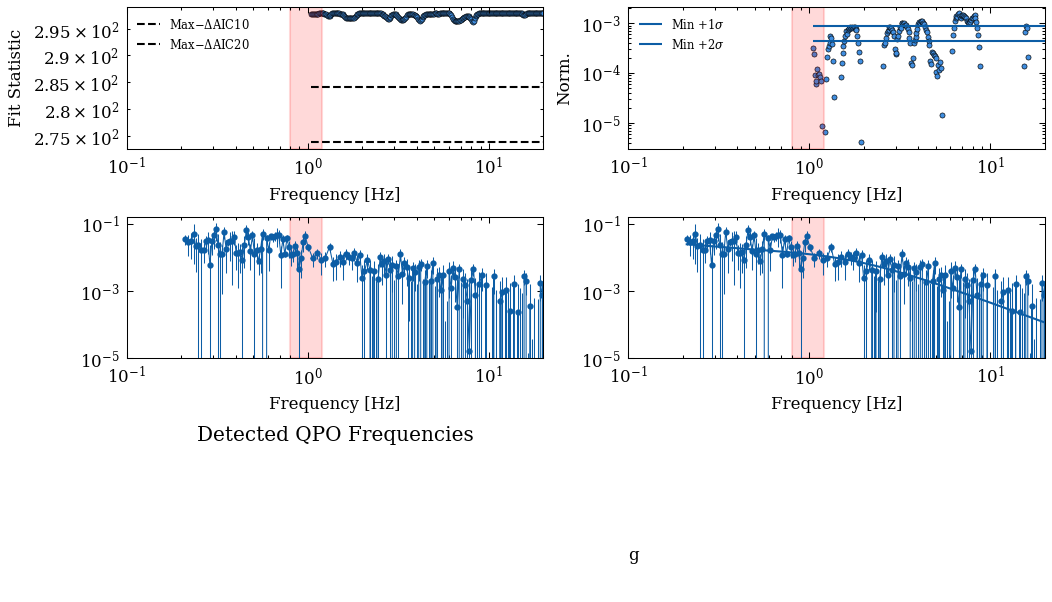 Fit Statistic
2.95 × 10²
2.9 × 10²
2.85 × 10²
2.8 × 10²
2.75 × 10²
Max−ΔAIC10
Max−ΔAIC20
10⁻¹ 10⁰ 10¹
Frequency [Hz]
Norm.
10⁻³
10⁻⁴
10⁻⁵
Min +1σ
Min +2σ
10⁻¹ 10⁰ 10¹
Frequency [Hz]
10⁻¹
10⁻³
10⁻⁵
10⁻¹ 10⁰ 10¹
Frequency [Hz]
10⁻¹
10⁻³
10⁻⁵
10⁻¹ 10⁰ 10¹
Frequency [Hz]
Detected QPO Frequencies
g